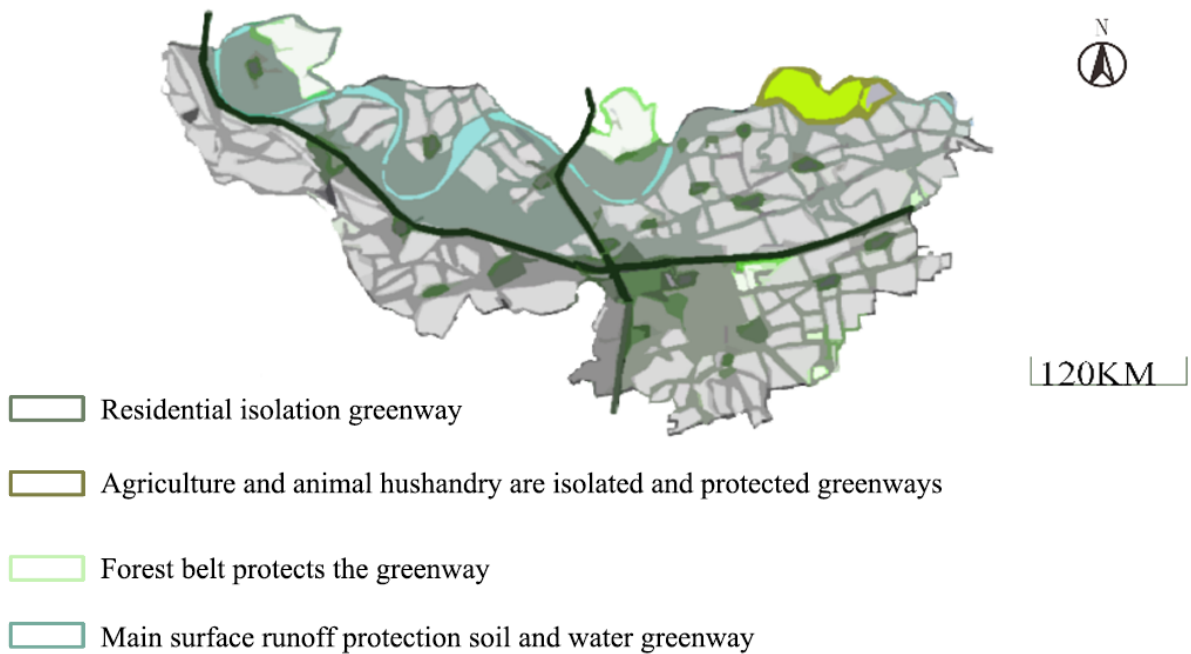 N
120KM
Residential isolation greenway
Agriculture and animal hushandry are isolated and protected greenways
Forest belt protects the greenway
Main surface runoff protection soil and water greenway